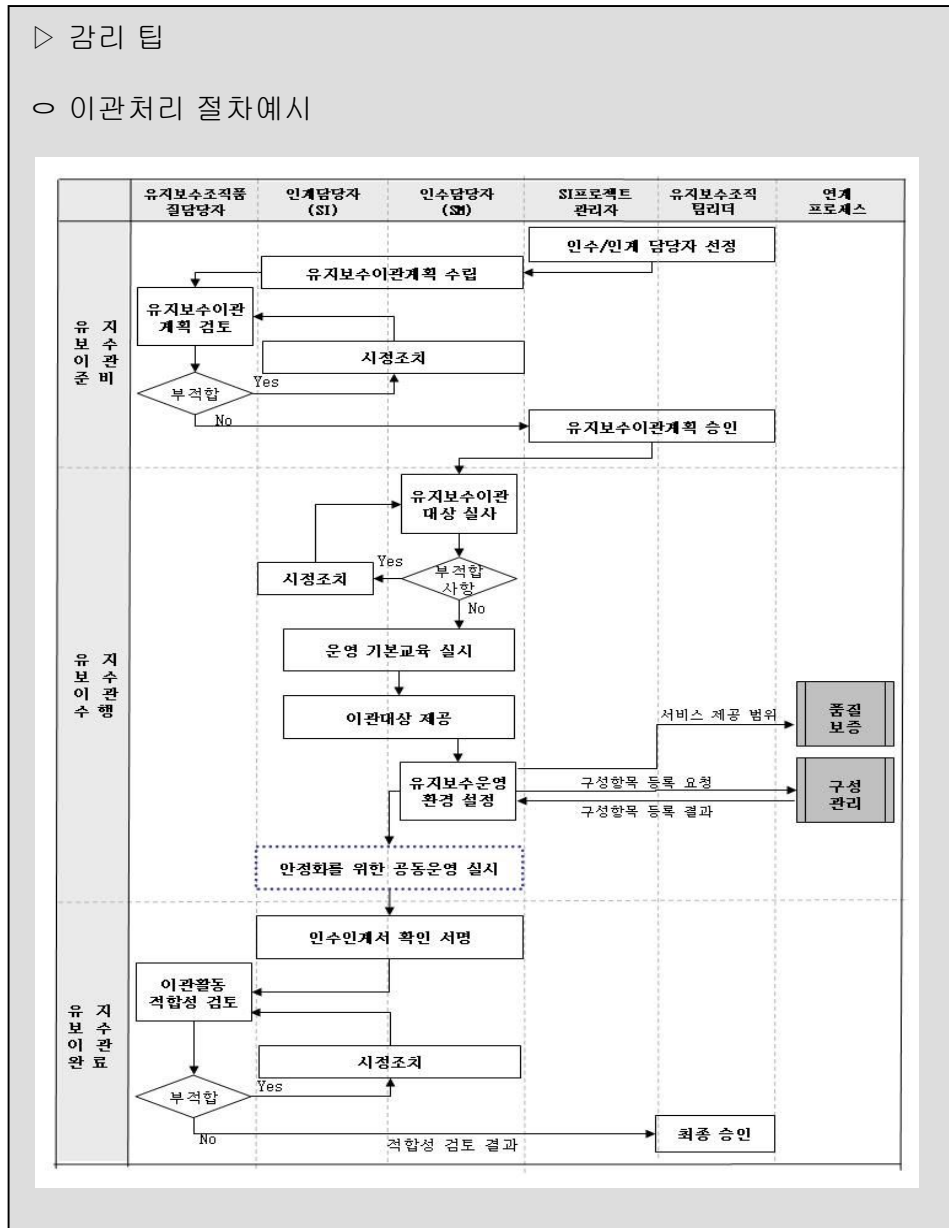 ▷ 감리 팁
ㅇ 이관처리 절차예시
유지보수조직품
질담당자
인계담당자
(SI)
인수담당자
(SM)
SI프로젝트
관리자
유지보수조직
팀리더
연계
프로세스
유 지
보 수
이 관
준 비
인수/인계 담당자 선정
유지보수이관계획 수립
유지보수이관
계획 검토
시정조치
부적합
Yes
No
유지보수이관계획 승인
유 지
보 수
이 관
수 행
유지보수이관
대상 실사
Yes
시정조치
부적합
사항
No
운영 기본교육 실시
이관대상 제공
서비스 제공 범위
품질
보증
유지보수운영
환경 설정
구성항목 등록 요청
구성항목 등록 결과
구성
관리
안정화를 위한 공동운영 실시
유 지
보 수
이 관
완 료
인수인계서 확인 서명
이관활동
적합성 검토
시정조치
부적합
Yes
No
적합성 검토 결과
최종 승인